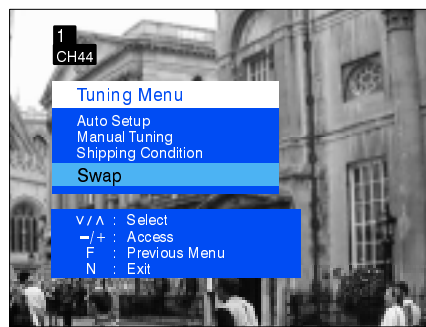 1
CH44
Tuning Menu
Auto Setup
Manual Tuning
Shipping Condition
Swap
∨/∧ : Select
−/+ : Access
F : Previous Menu
N : Exit